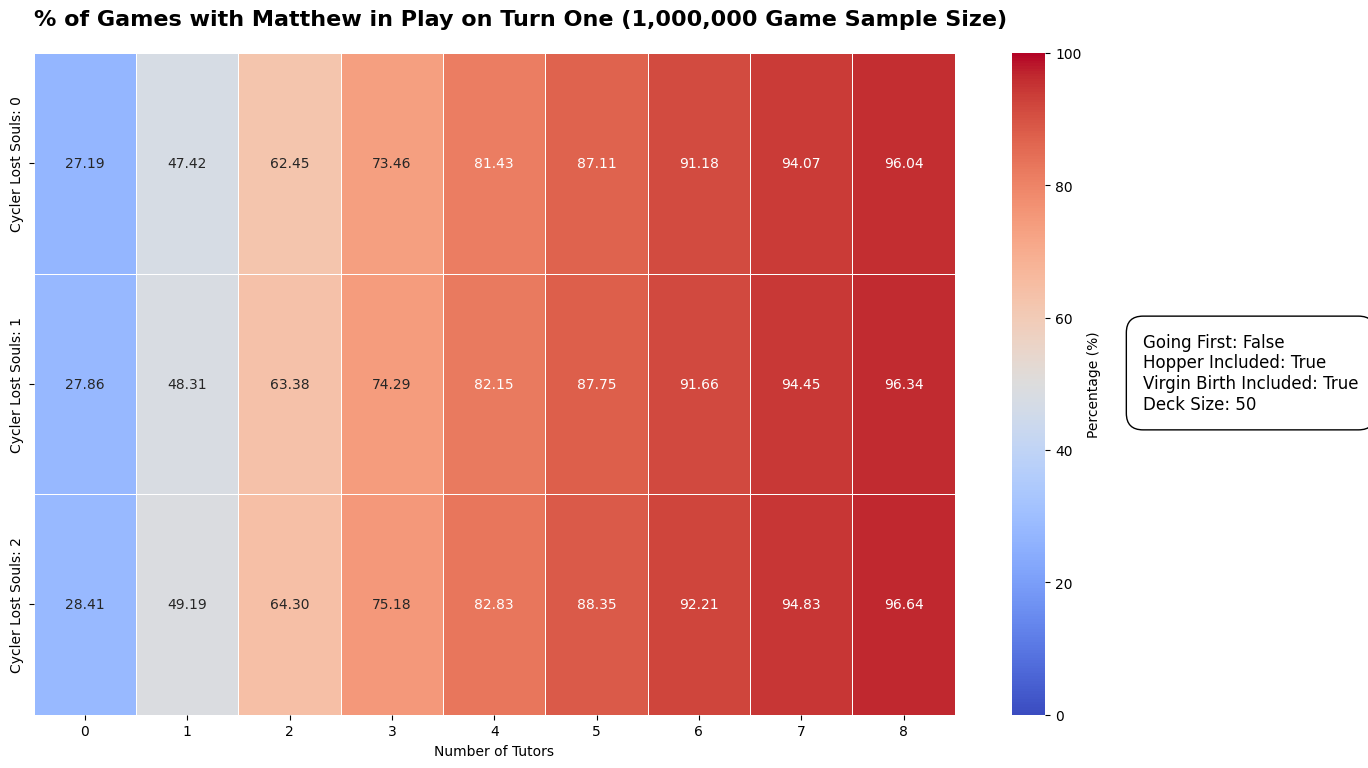 % of Games with Matthew in Play on Turn One (1,000,000 Game Sample Size)
Cycler Lost Souls: 0
27.19 47.42 62.45 73.46 81.43 87.11 91.18 94.07 96.04
Cycler Lost Souls: 1
27.86 48.31 63.38 74.29 82.15 87.75 91.66 94.45 96.34
Cycler Lost Souls: 2
28.41 49.19 64.30 75.18 82.83 88.35 92.21 94.83 96.64
0 1 2 3 4 5 6 7 8
Number of Tutors
100
80
60
40
20
0
Percentage (%)
Going First: False
Hopper Included: True
Virgin Birth Included: True
Deck Size: 50